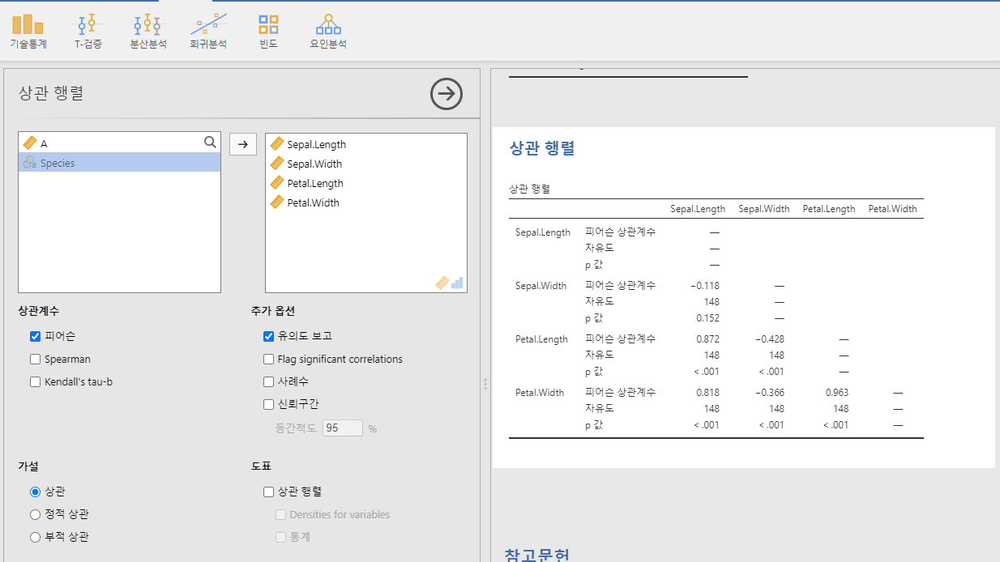 기술통계 T-검증 분산분석 회귀분석 빈도 요인분석
상관 행렬
A
Species
Sepal.Length
Sepal.Width
Petal.Length
Petal.Width
상관계수
피어슨
Spearman
Kendall's tau-b
추가 옵션
유의도 보고
Flag significant correlations
사례수
신뢰구간
동간척도 95 %
가설
상관
정적 상관
부적 상관
도표
상관 행렬
Densities for variables
통계
상관 행렬
상관 행렬
Sepal.Length Sepal.Width Petal.Length Petal.Width
Sepal.Length 피어슨 상관계수 —
자유도 —
p 값 —
Sepal.Width 피어슨 상관계수 −0.118 —
자유도 148 —
p 값 0.152 —
Petal.Length 피어슨 상관계수 0.872 −0.428 —
자유도 148 148 —
p 값 < .001 < .001 —
Petal.Width 피어슨 상관계수 0.818 −0.366 0.963 —
자유도 148 148 148 —
p 값 < .001 < .001 < .001 —
참고문헌